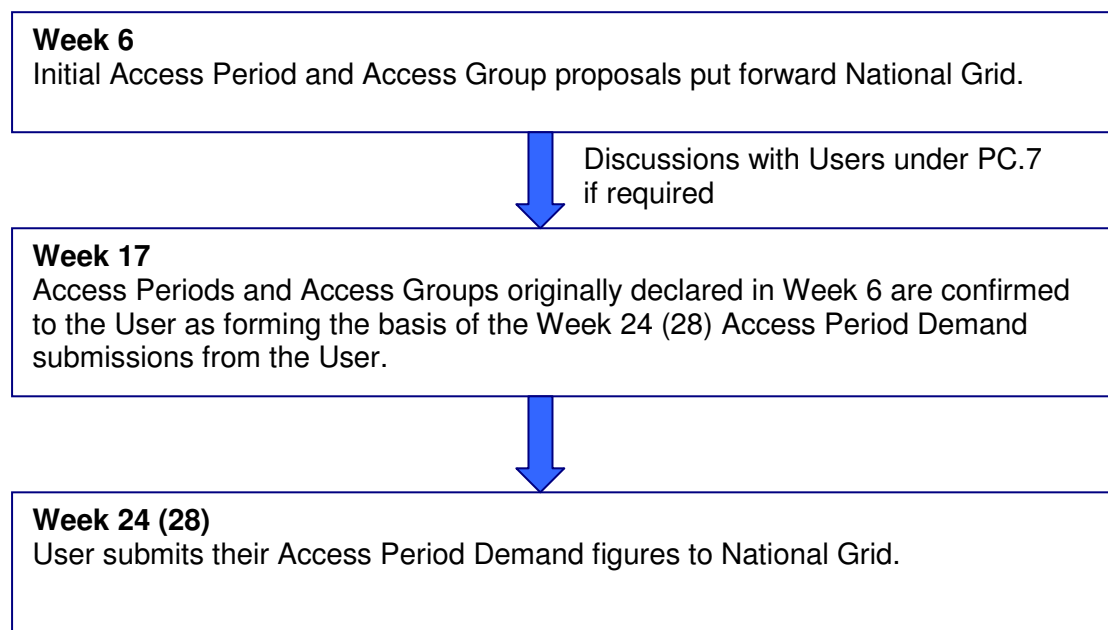 Week 6
Initial Access Period and Access Group proposals put forward National Grid.
Discussions with Users under PC.7
if required
Week 17
Access Periods and Access Groups originally declared in Week 6 are confirmed
to the User as forming the basis of the Week 24 (28) Access Period Demand
submissions from the User.
Week 24 (28)
User submits their Access Period Demand figures to National Grid.